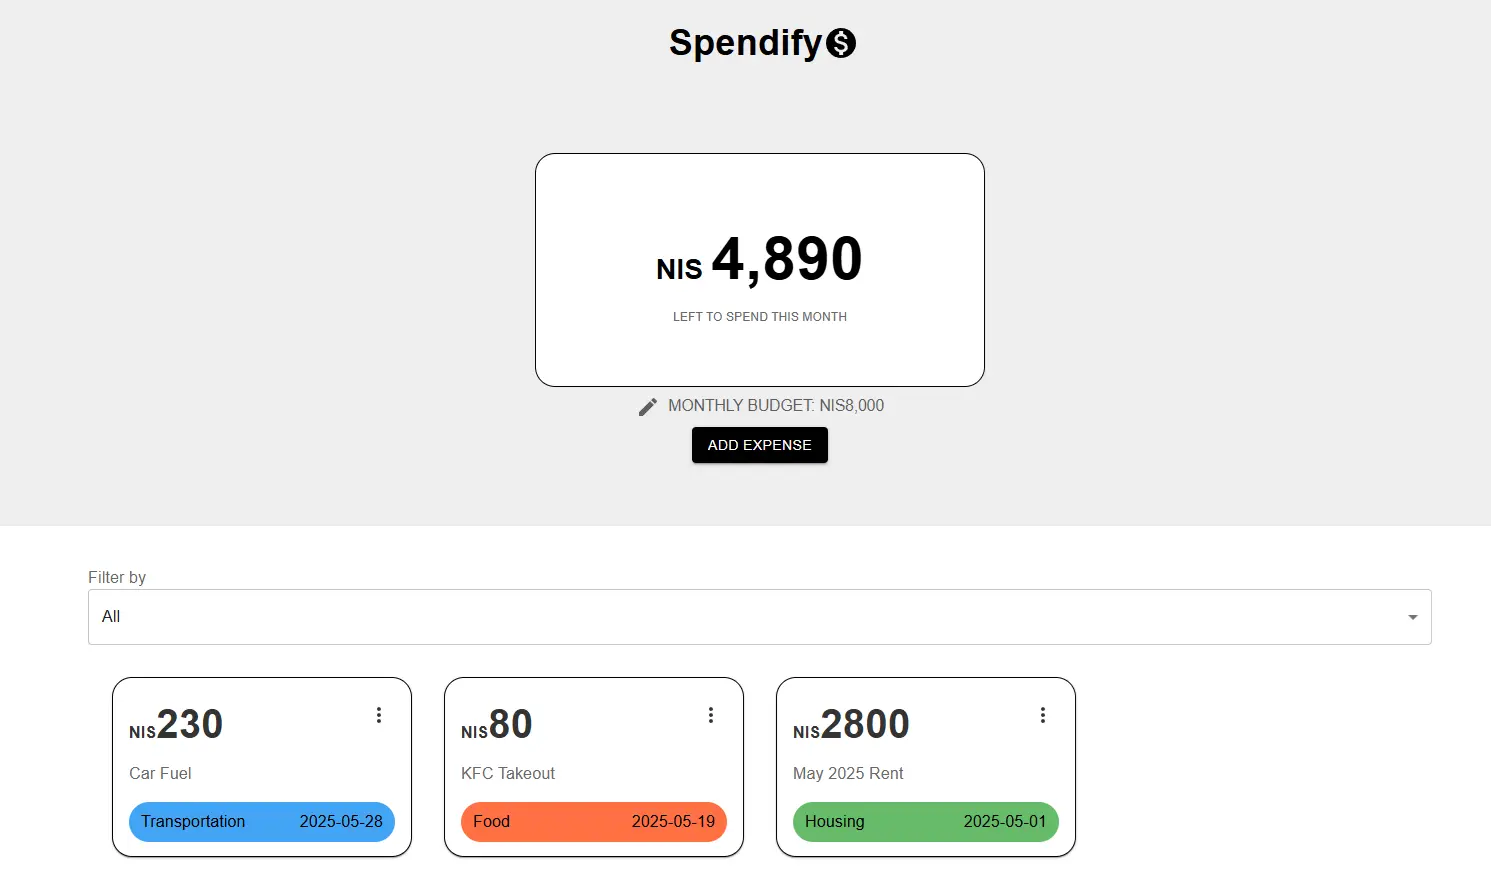 Spendify
NIS 4,890
LEFT TO SPEND THIS MONTH
MONTHLY BUDGET: NIS8,000
ADD EXPENSE
Filter by
All
NIS230
Car Fuel
Transportation 2025-05-28
NIS80
KFC Takeout
Food 2025-05-19
NIS2800
May 2025 Rent
Housing 2025-05-01